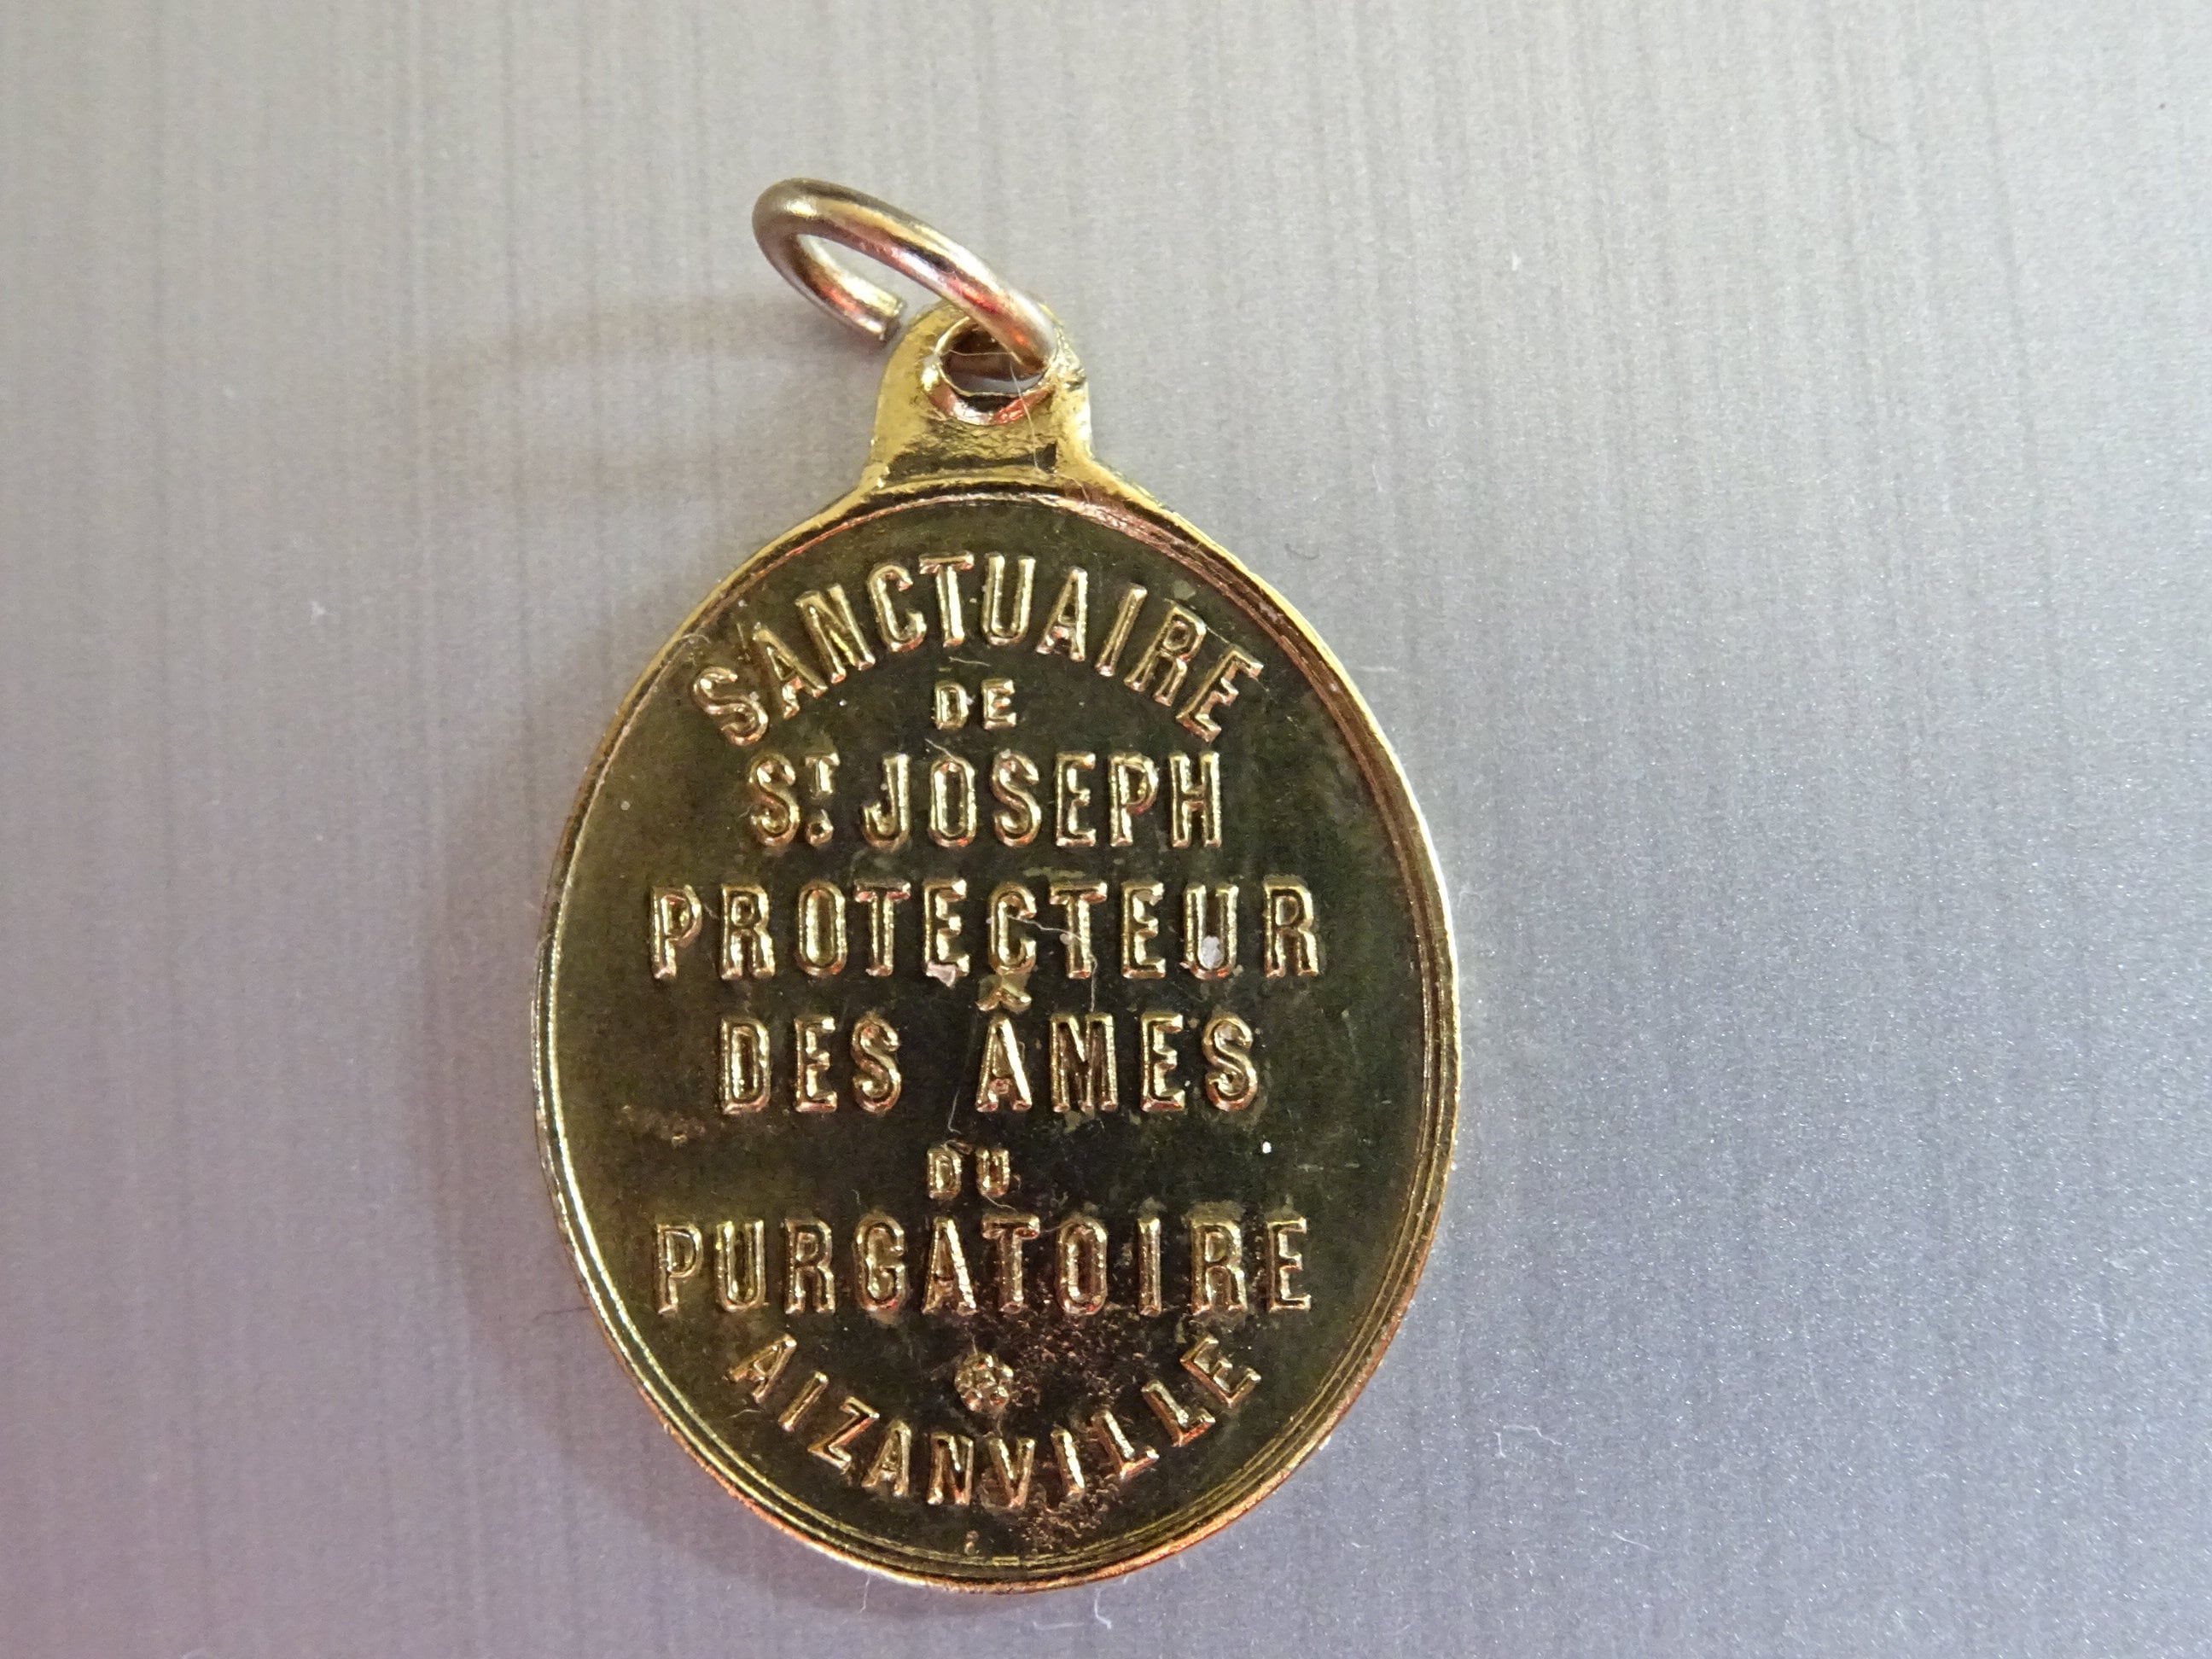 SANCTUAIRE
DE
ST. JOSEPH
PROTECTEUR
DES ÂMES
DU
PURGATOIRE
AIZANVILLE